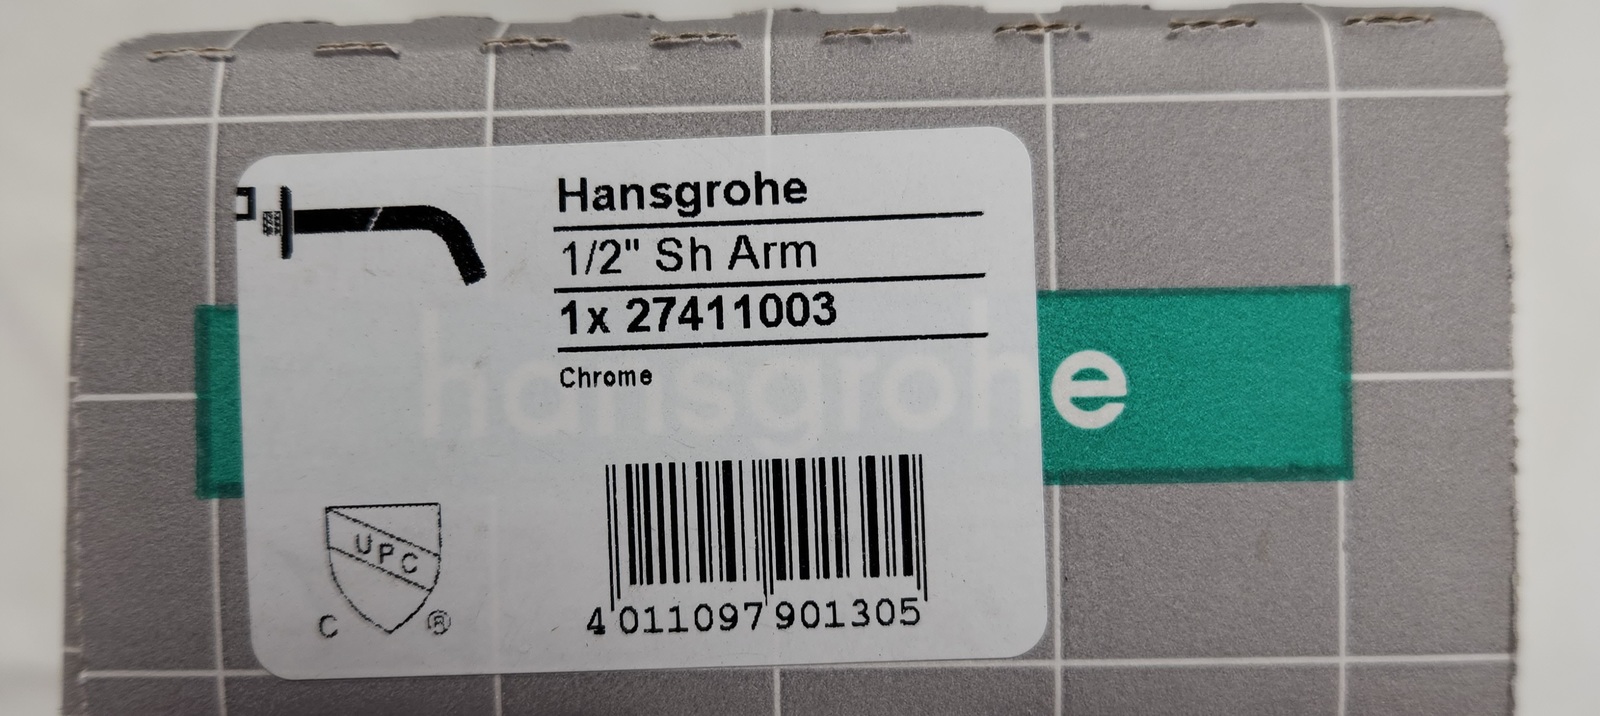 Hansgrohe
1/2" Sh Arm
1x 27411003
Chrome
hansgrohe
UPC
C ®
4 011097 901305